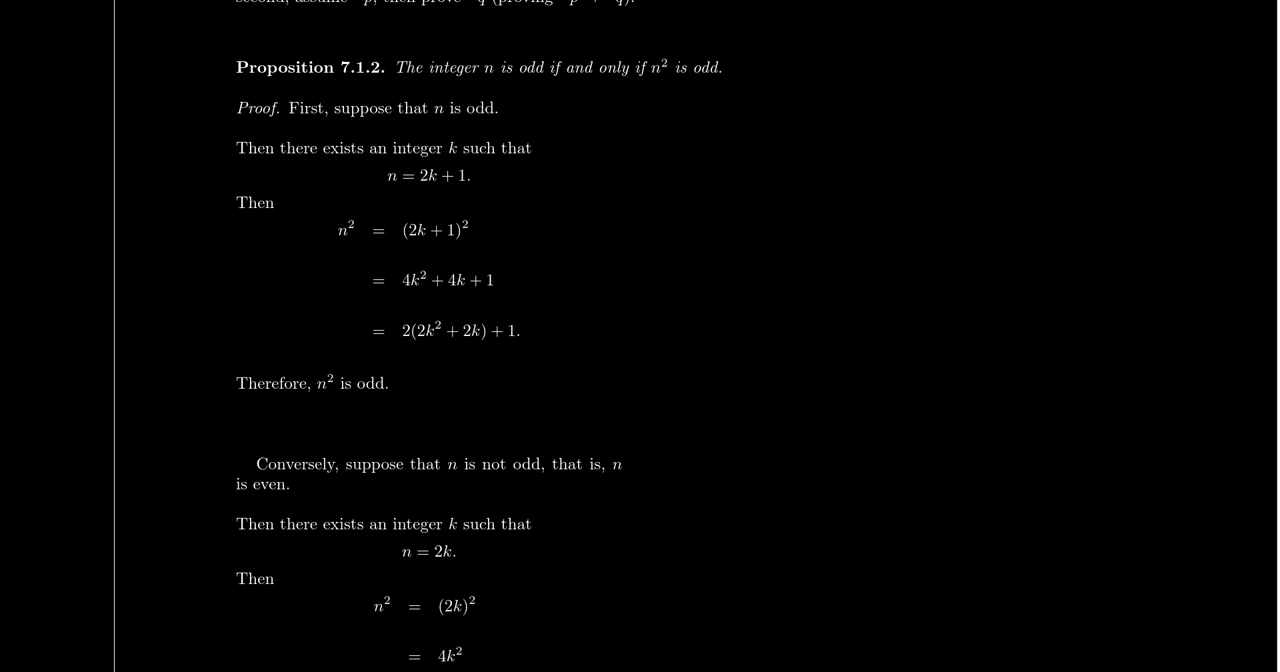 Proposition 7.1.2. The integer n is odd if and only if n² is odd.
Proof. First, suppose that n is odd.
Then there exists an integer k such that
n = 2k + 1.
Then
n² = (2k + 1)²
= 4k² + 4k + 1
= 2(2k² + 2k) + 1.
Therefore, n² is odd.
Conversely, suppose that n is not odd, that is, n
is even.
Then there exists an integer k such that
n = 2k.
Then
n² = (2k)²
= 4k²